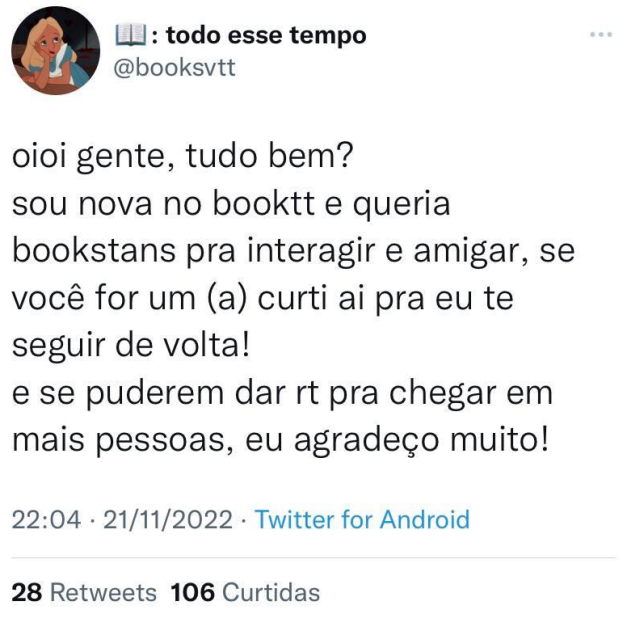 📖: todo esse tempo
@booksvtt
oioi gente, tudo bem?
sou nova no booktt e queria
bookstans pra interagir e amigar, se
você for um (a) curti ai pra eu te
seguir de volta!
e se puderem dar rt pra chegar em
mais pessoas, eu agradeço muito!
22:04 · 21/11/2022 · Twitter for Android
28 Retweets 106 Curtidas